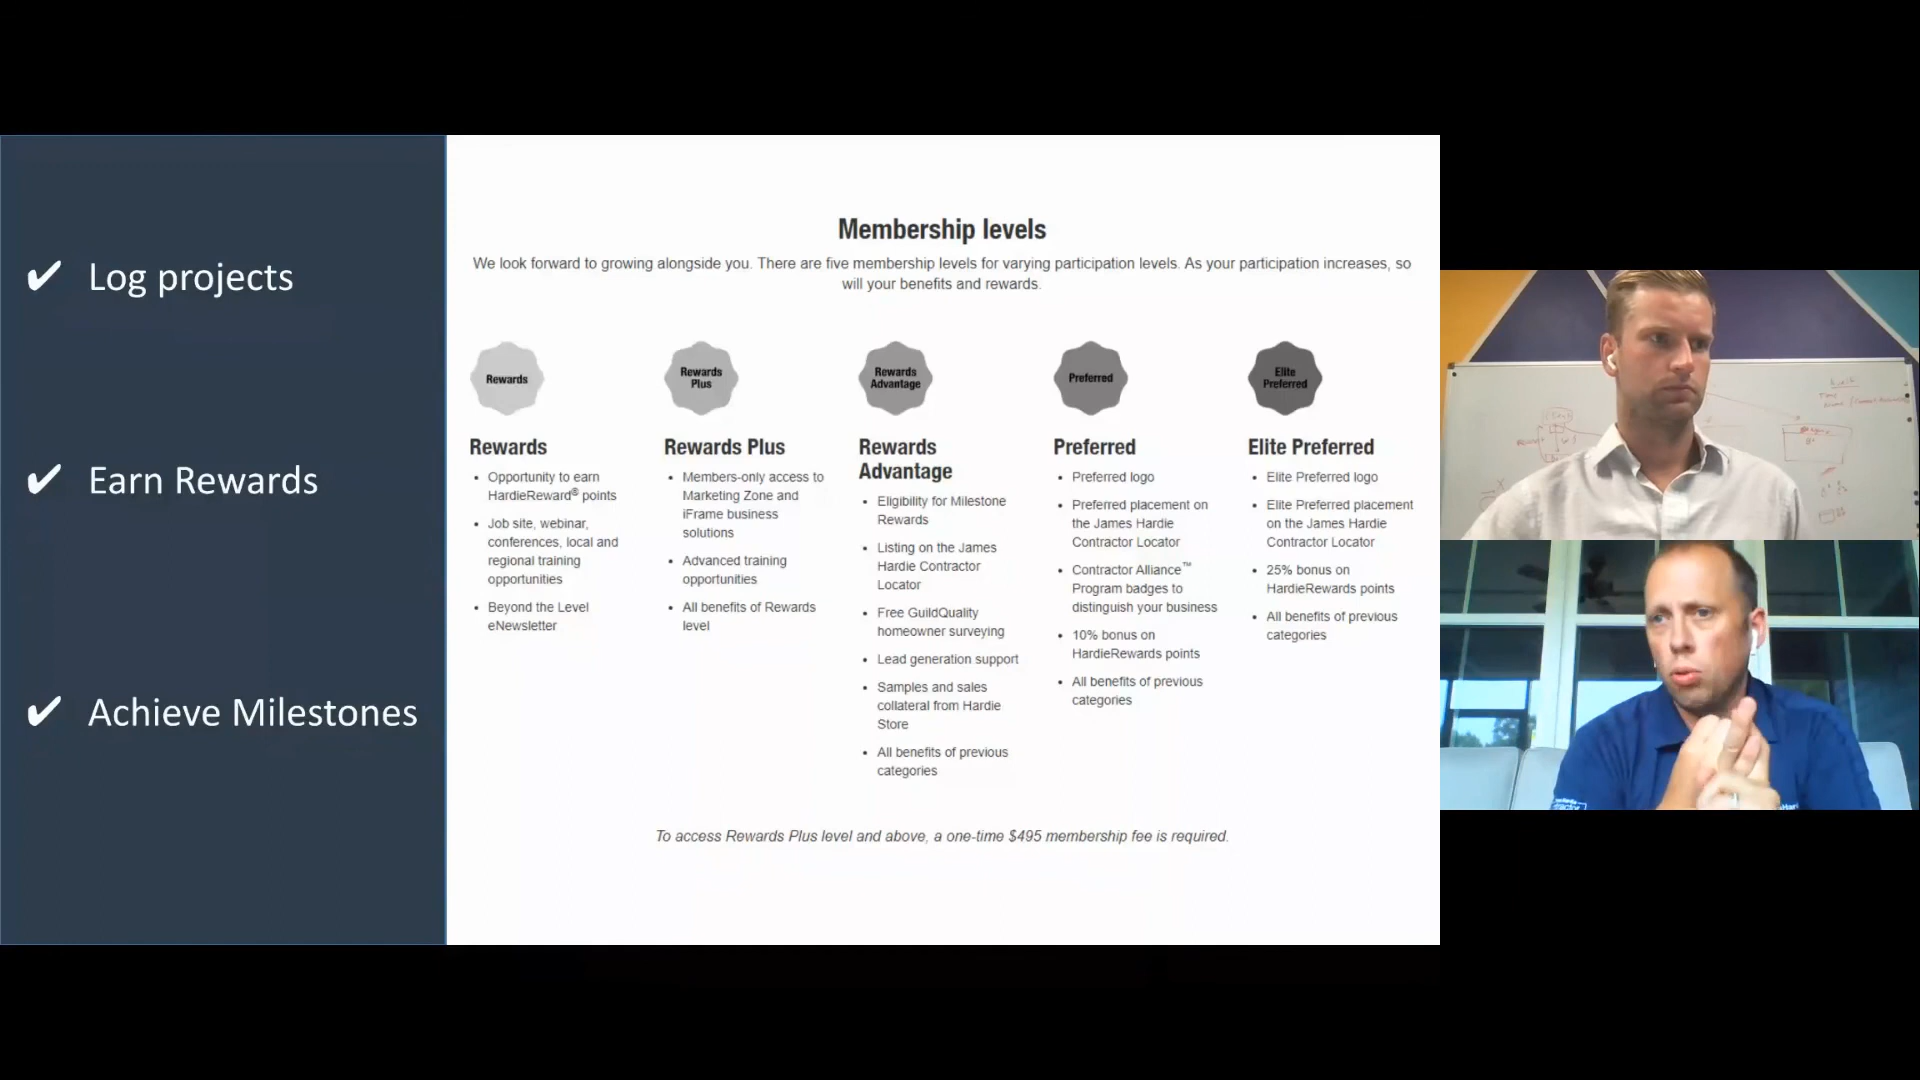 ✔ Log projects
✔ Earn Rewards
✔ Achieve Milestones
Membership levels
We look forward to growing alongside you. There are five membership levels for varying participation levels. As your participation increases, so
will your benefits and rewards.
Rewards
Rewards
• Opportunity to earn
HardieReward® points
• Job site, webinar,
conferences, local and
regional training
opportunities
• Beyond the Level
eNewsletter
Rewards
Plus
Rewards Plus
• Members-only access to
Marketing Zone and
iFrame business
solutions
• Advanced training
opportunities
• All benefits of Rewards
level
Rewards
Advantage
Rewards
Advantage
• Eligibility for Milestone
Rewards
• Listing on the James
Hardie Contractor
Locator
• Free GuildQuality
homeowner surveying
• Lead generation support
• Samples and sales
collateral from Hardie
Store
• All benefits of previous
categories
Preferred
Preferred
• Preferred logo
• Preferred placement on
the James Hardie
Contractor Locator
• Contractor Alliance™
Program badges to
distinguish your business
• 10% bonus on
HardieRewards points
• All benefits of previous
categories
Elite
Preferred
Elite Preferred
• Elite Preferred logo
• Elite Preferred placement
on the James Hardie
Contractor Locator
• 25% bonus on
HardieRewards points
• All benefits of previous
categories
To access Rewards Plus level and above, a one-time $495 membership fee is required.